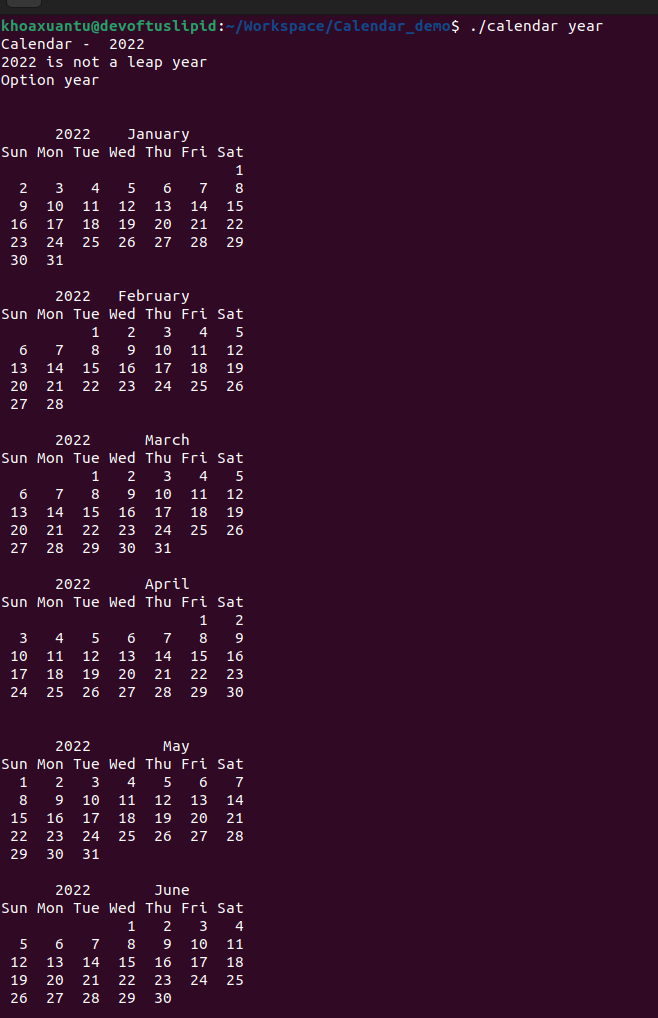 khoaxuantu@devoftuslipid:~/Workspace/Calendar_demo$ ./calendar year
Calendar -  2022
2022 is not a leap year
Option year
      2022    January
Sun Mon Tue Wed Thu Fri Sat
                          1
  2   3   4   5   6   7   8
  9  10  11  12  13  14  15
 16  17  18  19  20  21  22
 23  24  25  26  27  28  29
 30  31
      2022   February
Sun Mon Tue Wed Thu Fri Sat
          1   2   3   4   5
  6   7   8   9  10  11  12
 13  14  15  16  17  18  19
 20  21  22  23  24  25  26
 27  28
      2022      March
Sun Mon Tue Wed Thu Fri Sat
          1   2   3   4   5
  6   7   8   9  10  11  12
 13  14  15  16  17  18  19
 20  21  22  23  24  25  26
 27  28  29  30  31
      2022      April
Sun Mon Tue Wed Thu Fri Sat
                      1   2
  3   4   5   6   7   8   9
 10  11  12  13  14  15  16
 17  18  19  20  21  22  23
 24  25  26  27  28  29  30
      2022        May
Sun Mon Tue Wed Thu Fri Sat
  1   2   3   4   5   6   7
  8   9  10  11  12  13  14
 15  16  17  18  19  20  21
 22  23  24  25  26  27  28
 29  30  31
      2022       June
Sun Mon Tue Wed Thu Fri Sat
              1   2   3   4
  5   6   7   8   9  10  11
 12  13  14  15  16  17  18
 19  20  21  22  23  24  25
 26  27  28  29  30